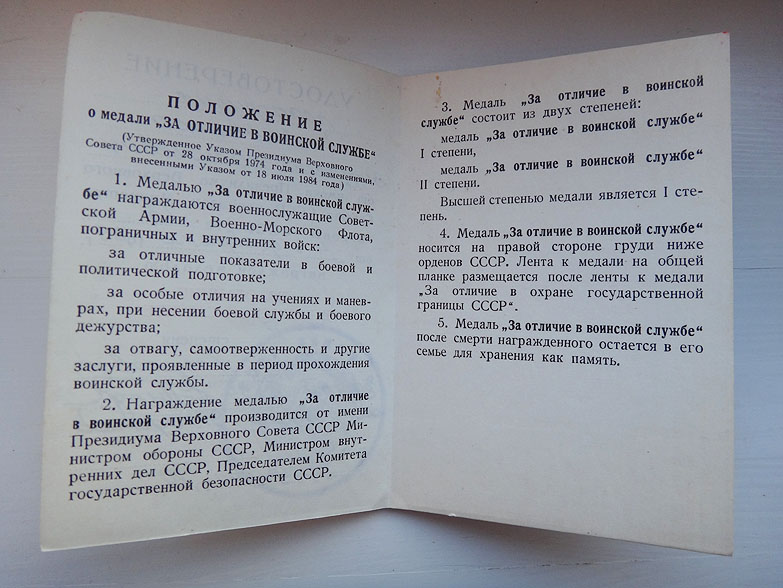 ПОЛОЖЕНИЕ
о медали „ЗА ОТЛИЧИЕ В ВОИНСКОЙ СЛУЖБЕ“
(Утвержденное Указом Президиума Верховного
Совета СССР от 28 октября 1974 года и с изменениями,
внесенными Указом от 18 июля 1984 года)
1. Медалью „За отличие в воинской служ-
бе“ награждаются военнослужащие Совет-
ской Армии, Военно-Морского Флота,
пограничных и внутренних войск:
за отличные показатели в боевой и
политической подготовке;
за особые отличия на учениях и манев-
рах, при несении боевой службы и боевого
дежурства;
за отвагу, самоотверженность и другие
заслуги, проявленные в период прохождения
воинской службы.
2. Награждение медалью „За отличие
в воинской службе“ производится от имени
Президиума Верховного Совета СССР Ми-
нистром обороны СССР, Министром внут-
ренних дел СССР, Председателем Комитета
государственной безопасности СССР.
3. Медаль „За отличие в воинской
службе“ состоит из двух степеней:
медаль „За отличие в воинской службе“
I степени,
медаль „За отличие в воинской службе“
II степени.
Высшей степенью медали является I сте-
пень.
4. Медаль „За отличие в воинской службе“
носится на правой стороне груди ниже
орденов СССР. Лента к медали на общей
планке размещается после ленты к медали
„За отличие в охране государственной
границы СССР“.
5. Медаль „За отличие в воинской службе“
после смерти награжденного остается в его
семье для хранения как память.